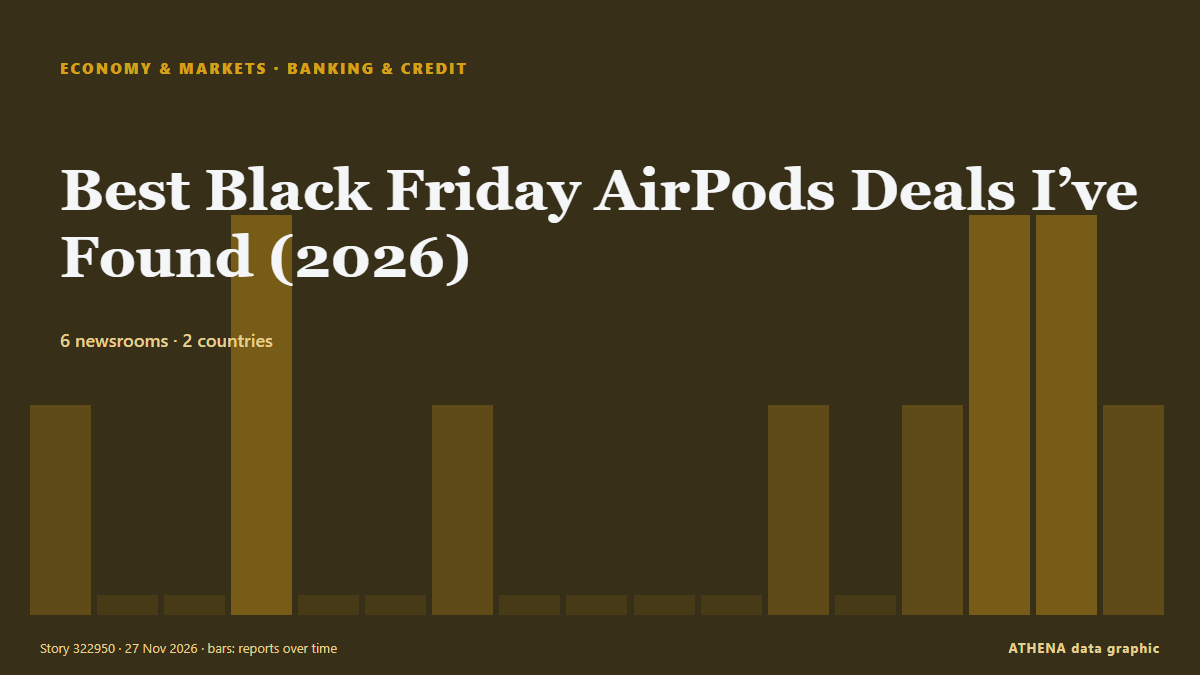 ECONOMY & MARKETS · BANKING & CREDIT
Best Black Friday AirPods Deals I’ve
Found (2026)
6 newsrooms · 2 countries
Story 322950 · 27 Nov 2026 · bars: reports over time
ATHENA data graphic